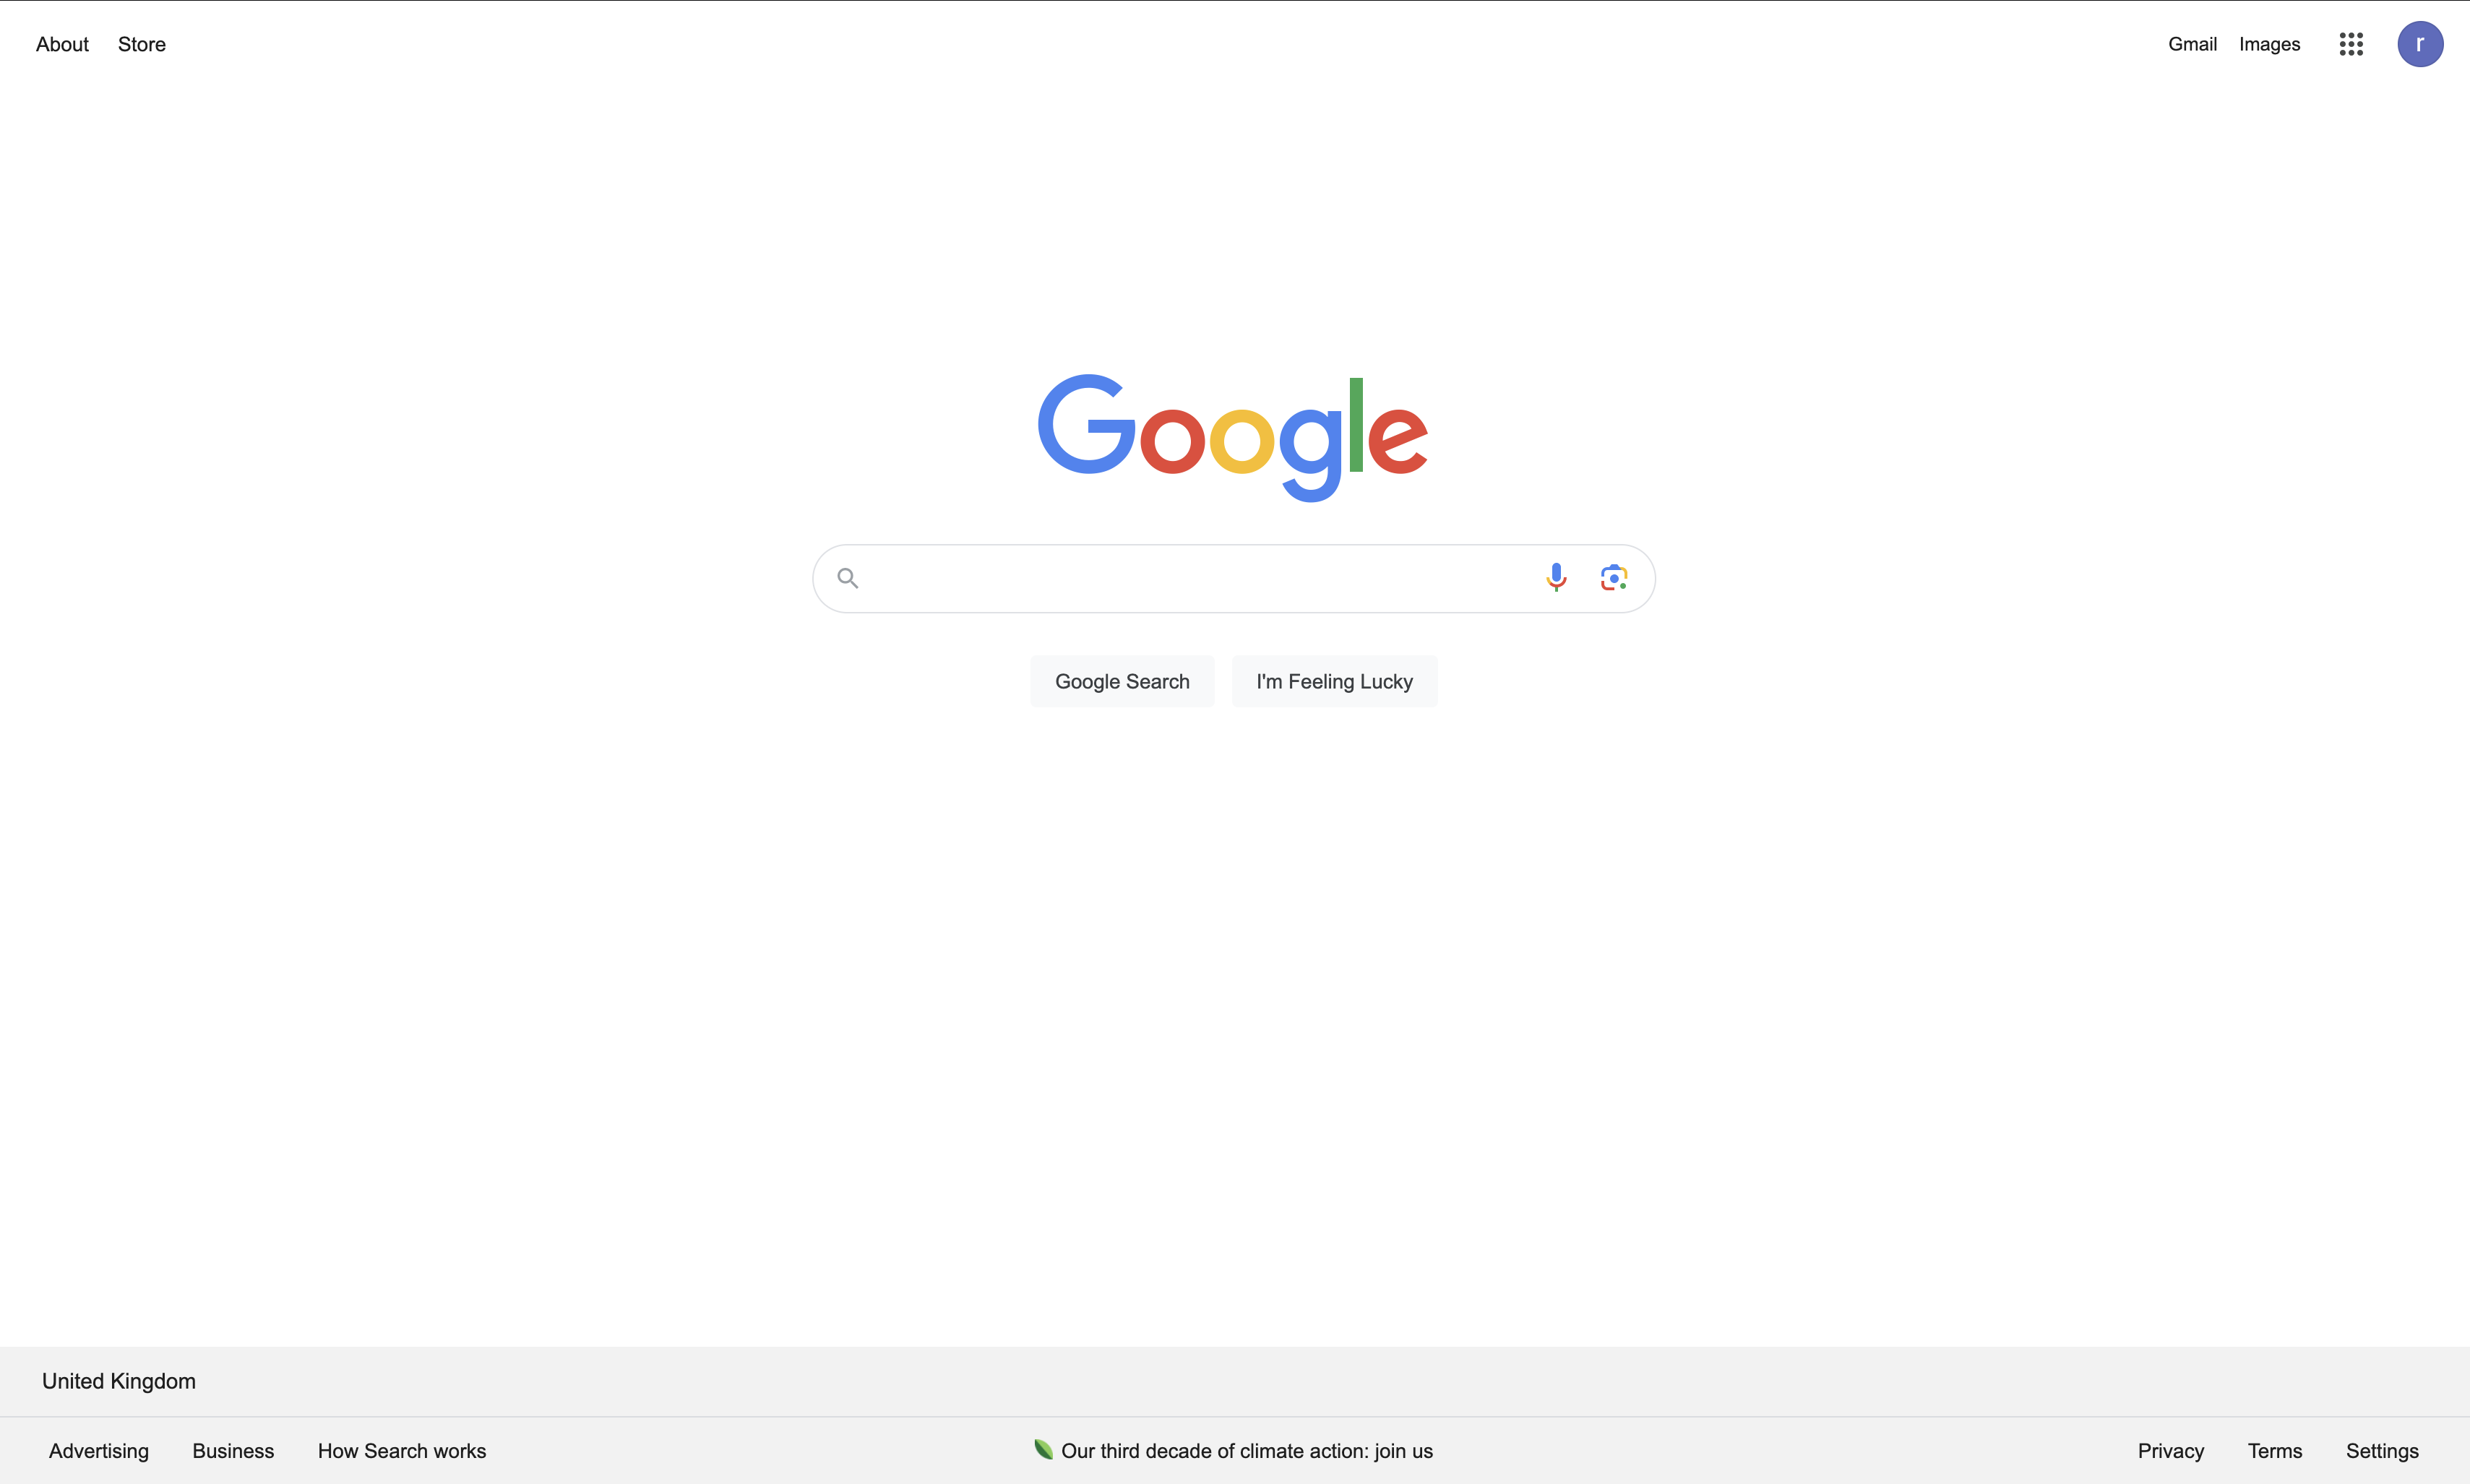 About Store Gmail Images r
Google
Google Search I'm Feeling Lucky
United Kingdom
Advertising Business How Search works Our third decade of climate action: join us Privacy Terms Settings